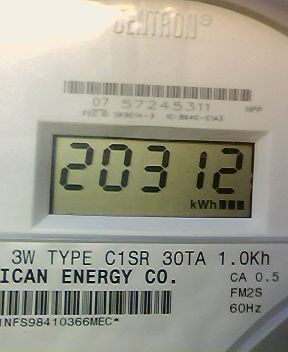 CENTRON®
07 57245311
HPP
20312
kWh
3W TYPE C1SR 30TA 1.0Kh
ICAN ENERGY CO.
CA 0.5
FM2S
60Hz
INFS98410366MEC*